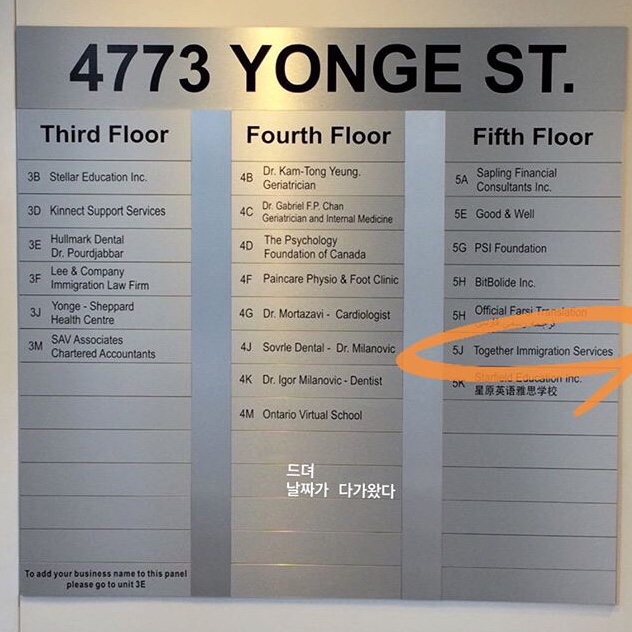 4773 YONGE ST.
Third Floor
3B Stellar Education Inc.
3D Kinnect Support Services
3E Hullmark Dental
Dr. Pourdjabbar
3F Lee & Company
Immigration Law Firm
3J Yonge - Sheppard
Health Centre
3M SAV Associates
Chartered Accountants
To add your business name to this panel
please go to unit 3E
Fourth Floor
4B Dr. Kam-Tong Yeung.
Geriatrician
4C Dr. Gabriel F.P. Chan
Geriatrician and Internal Medicine
4D The Psychology
Foundation of Canada
4F Paincare Physio & Foot Clinic
4G Dr. Mortazavi - Cardiologist
4J Sovrle Dental - Dr. Milanovic
4K Dr. Igor Milanovic - Dentist
4M Ontario Virtual School
드뎌
날짜가 다가왔다
Fifth Floor
5A Sapling Financial
Consultants Inc.
5E Good & Well
5G PSI Foundation
5H BitBolide Inc.
5H Official Farsi Translation
5J Together Immigration Services
5K Starfield Education Inc.
星原英语雅思学校